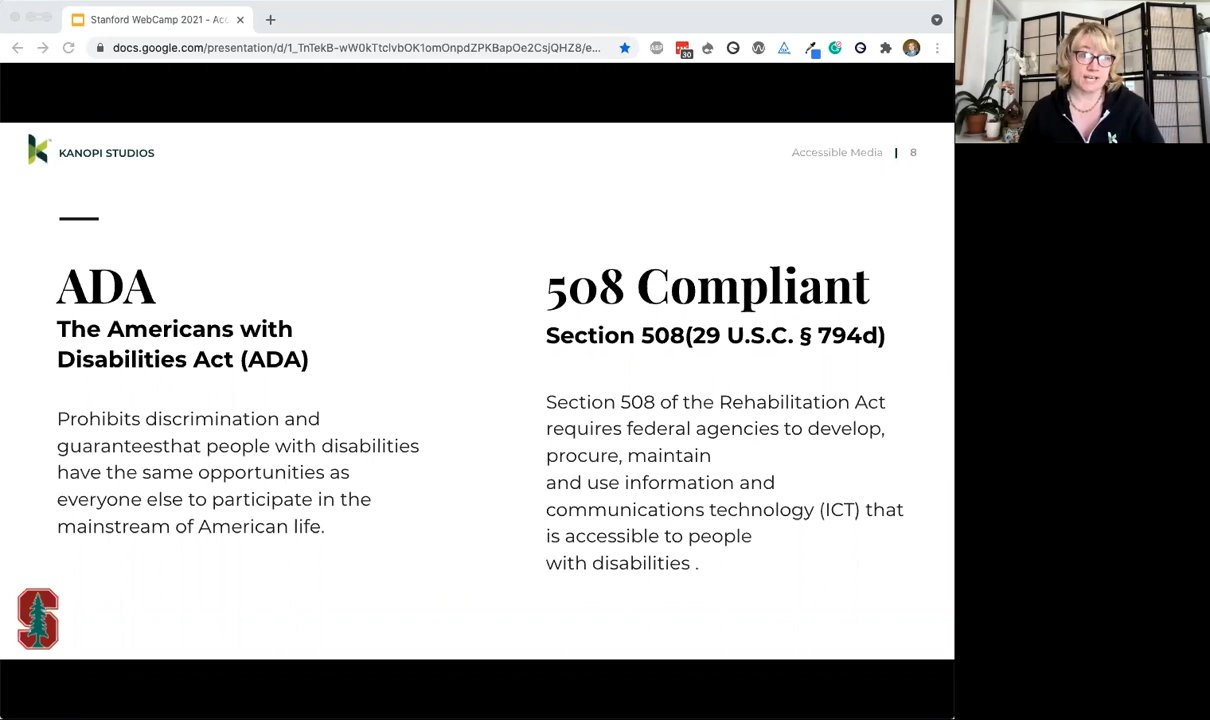 Stanford WebCamp 2021 - Acc
docs.google.com/presentation/d/1_TnTekB-wW0kTtclvbOK1omOnpdZPKBapOe2CsjQHZ8/e...
30
KANOPI STUDIOS
Accessible Media | 8
ADA
The Americans with
Disabilities Act (ADA)
Prohibits discrimination and
guaranteesthat people with disabilities
have the same opportunities as
everyone else to participate in the
mainstream of American life.
508 Compliant
Section 508(29 U.S.C. § 794d)
Section 508 of the Rehabilitation Act
requires federal agencies to develop,
procure, maintain
and use information and
communications technology (ICT) that
is accessible to people
with disabilities .
S